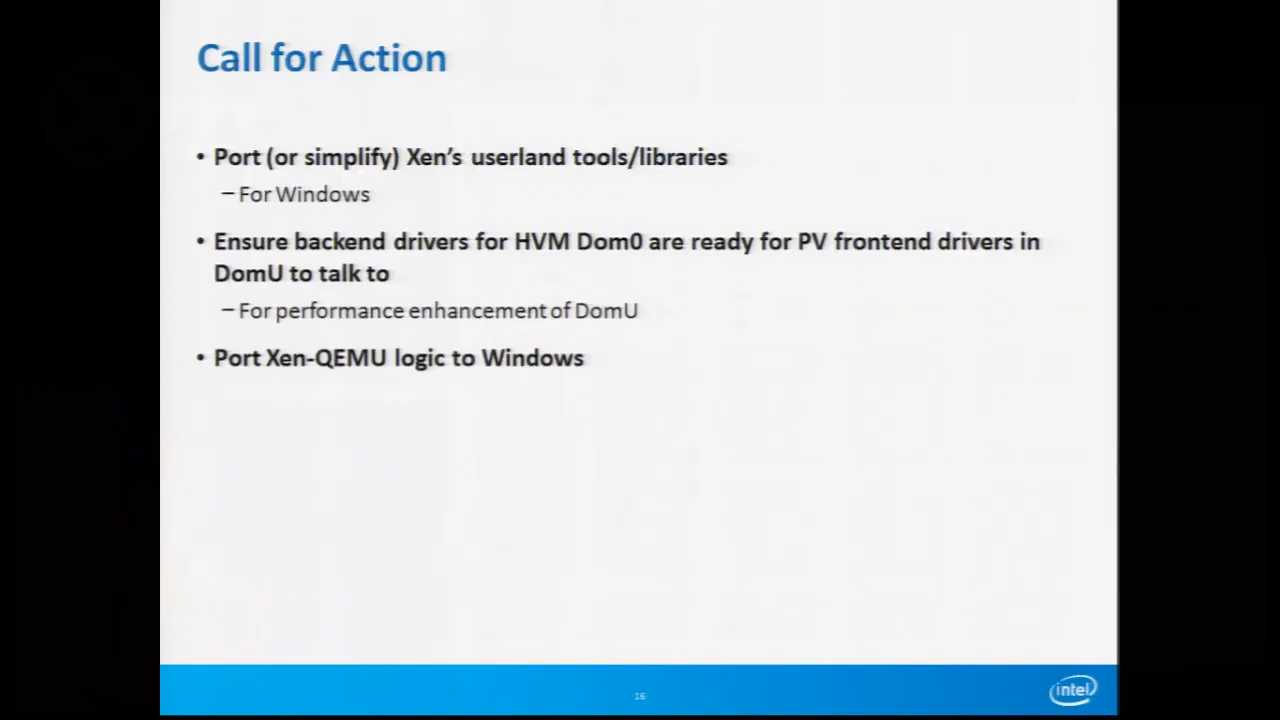 Call for Action
• Port (or simplify) Xen's userland tools/libraries
– For Windows
• Ensure backend drivers for HVM Dom0 are ready for PV frontend drivers in
DomU to talk to
– For performance enhancement of DomU
• Port Xen-QEMU logic to Windows
16
intel